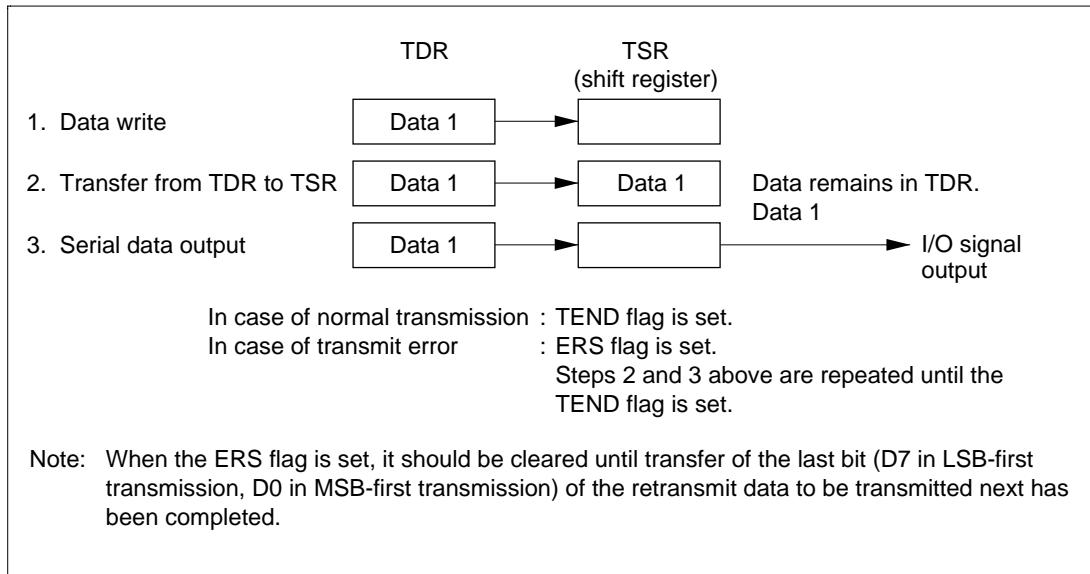 TDR TSR
(shift register)
1. Data write Data 1
2. Transfer from TDR to TSR Data 1 Data 1 Data remains in TDR.
Data 1
3. Serial data output Data 1 I/O signal
output
In case of normal transmission : TEND flag is set.
In case of transmit error : ERS flag is set.
Steps 2 and 3 above are repeated until the
TEND flag is set.
Note: When the ERS flag is set, it should be cleared until transfer of the last bit (D7 in LSB-first
transmission, D0 in MSB-first transmission) of the retransmit data to be transmitted next has
been completed.